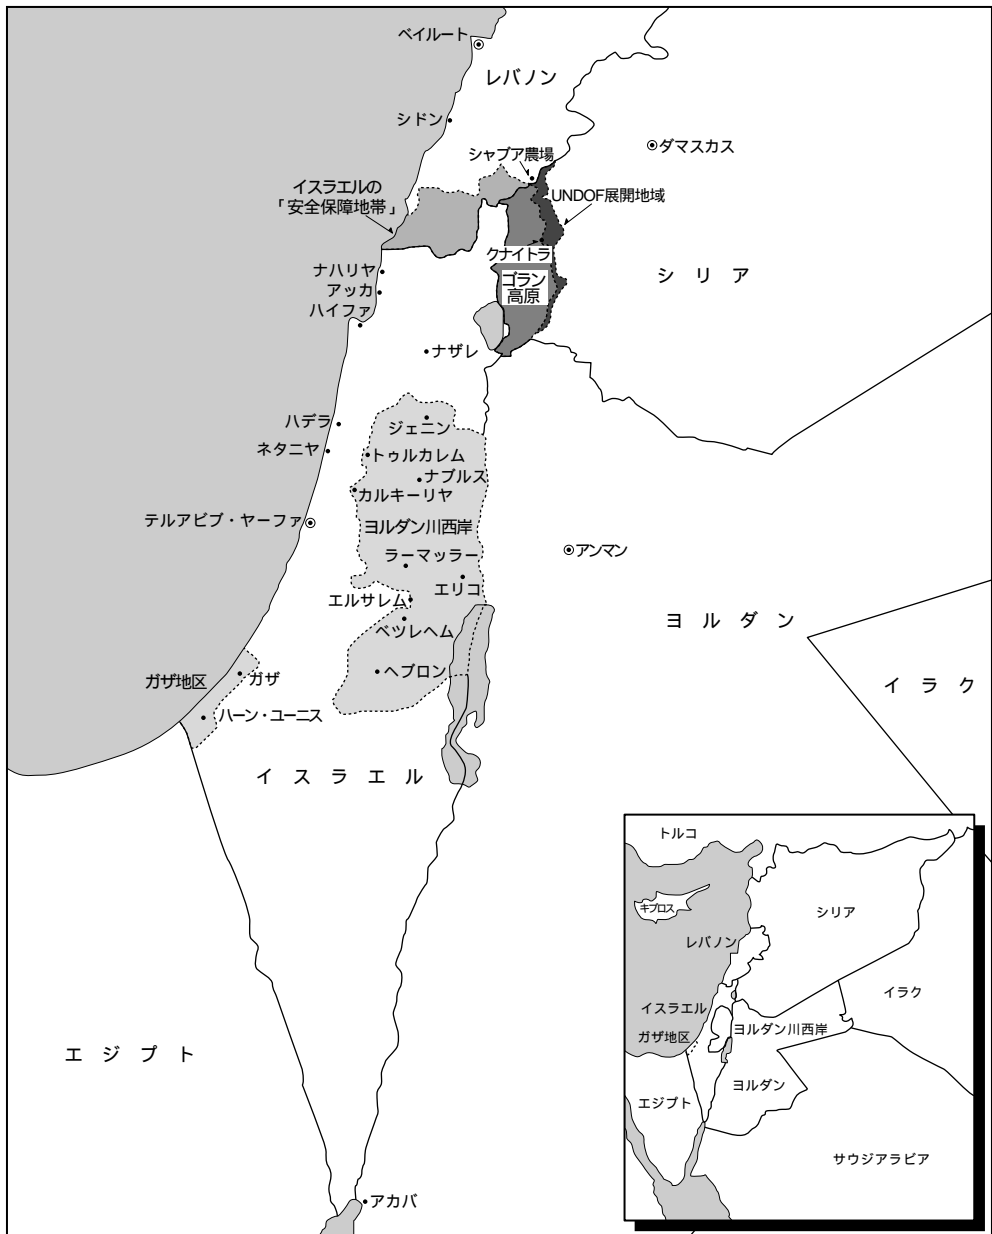 ベイルート
レバノン
シドン
ダマスカス
シャブア農場
イスラエルの
「安全保障地帯」
UNDOF展開地域
クナイトラ
ナハリヤ
アッカ
ハイファ
ゴラン
高原
シリア
ナザレ
ハデラ
ジェニン
ネタニヤ
トゥルカレム
ナブルス
カルキーリヤ
テルアビブ・ヤーファ
ヨルダン川西岸
ラーマッラー
アンマン
エリコ
エルサレム
ベツレヘム
ヨルダン
ヘブロン
ガザ地区
ガザ
イラク
ハーン・ユーニス
イスラエル
エジプト
アカバ
トルコ
キプロス
シリア
レバノン
イラク
イスラエル
ガザ地区
ヨルダン川西岸
ヨルダン
エジプト
サウジアラビア